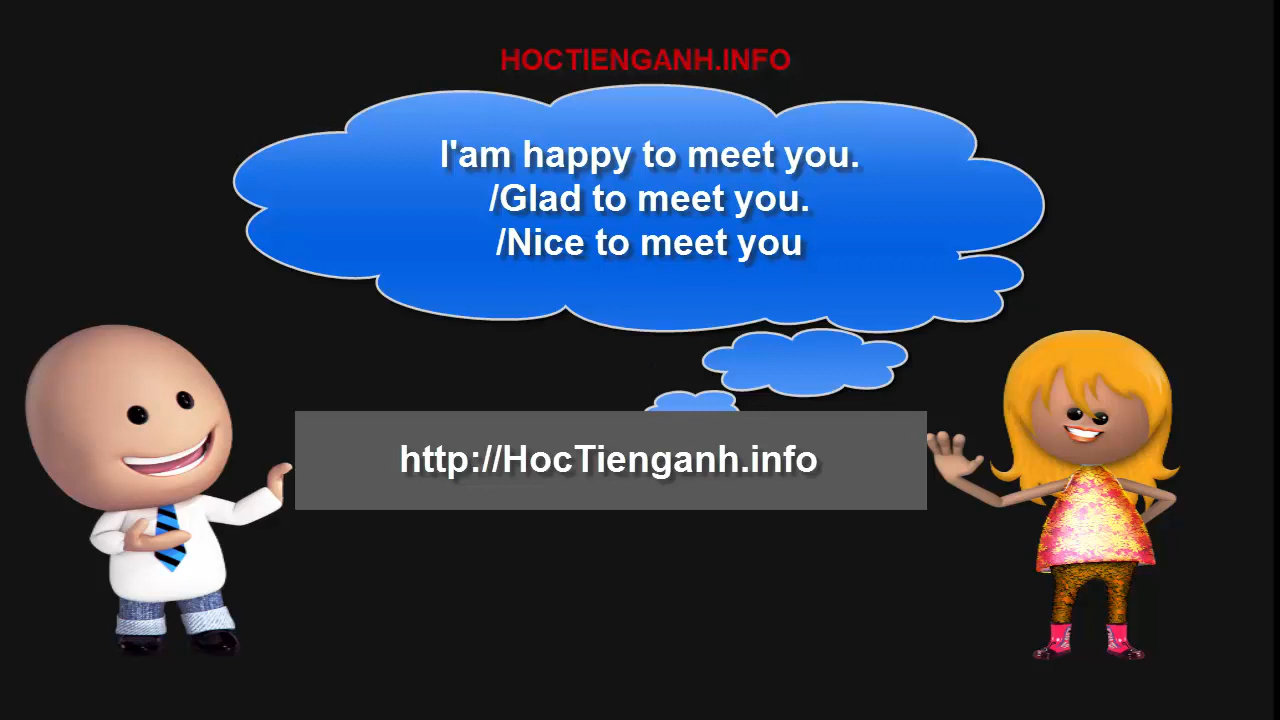 HOCTIENGANH.INFO
I'am happy to meet you.
/Glad to meet you.
/Nice to meet you
http://HocTienganh.info